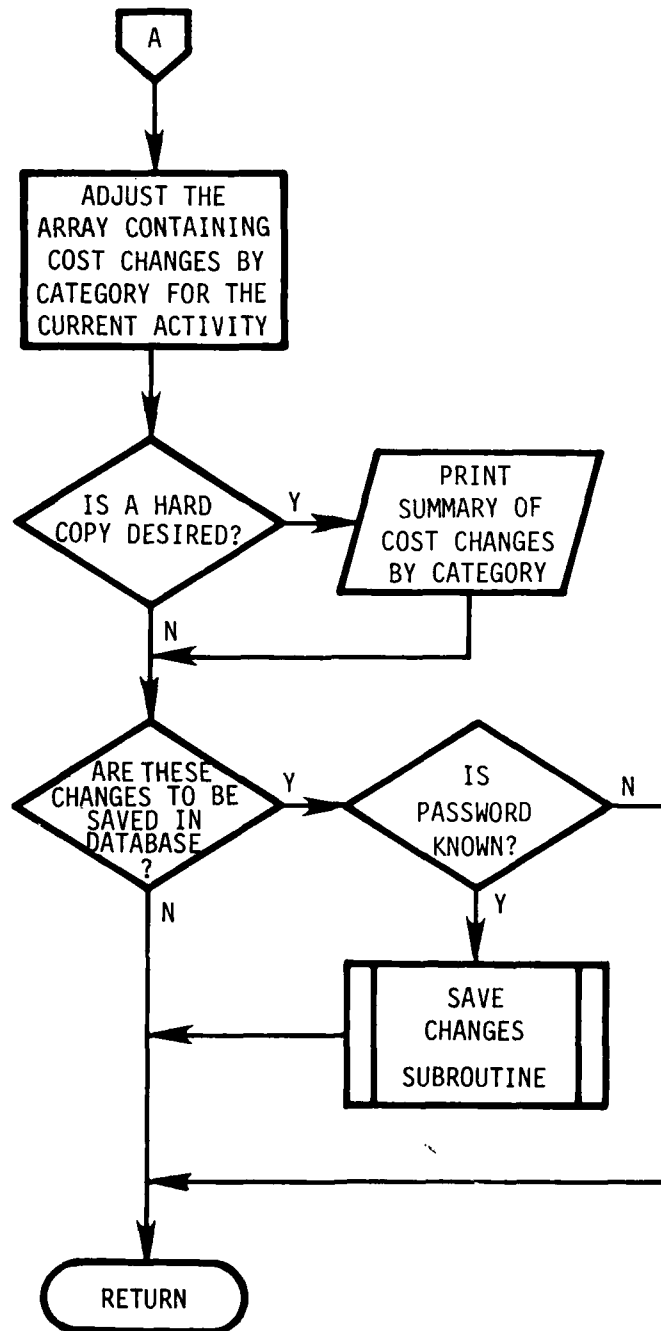 A
ADJUST THE
ARRAY CONTAINING
COST CHANGES BY
CATEGORY FOR THE
CURRENT ACTIVITY
IS A HARD
COPY DESIRED?
Y
PRINT
SUMMARY OF
COST CHANGES
BY CATEGORY
N
ARE THESE
CHANGES TO BE
SAVED IN
DATABASE
?
Y
IS
PASSWORD
KNOWN?
N
N
Y
SAVE
CHANGES
SUBROUTINE
RETURN